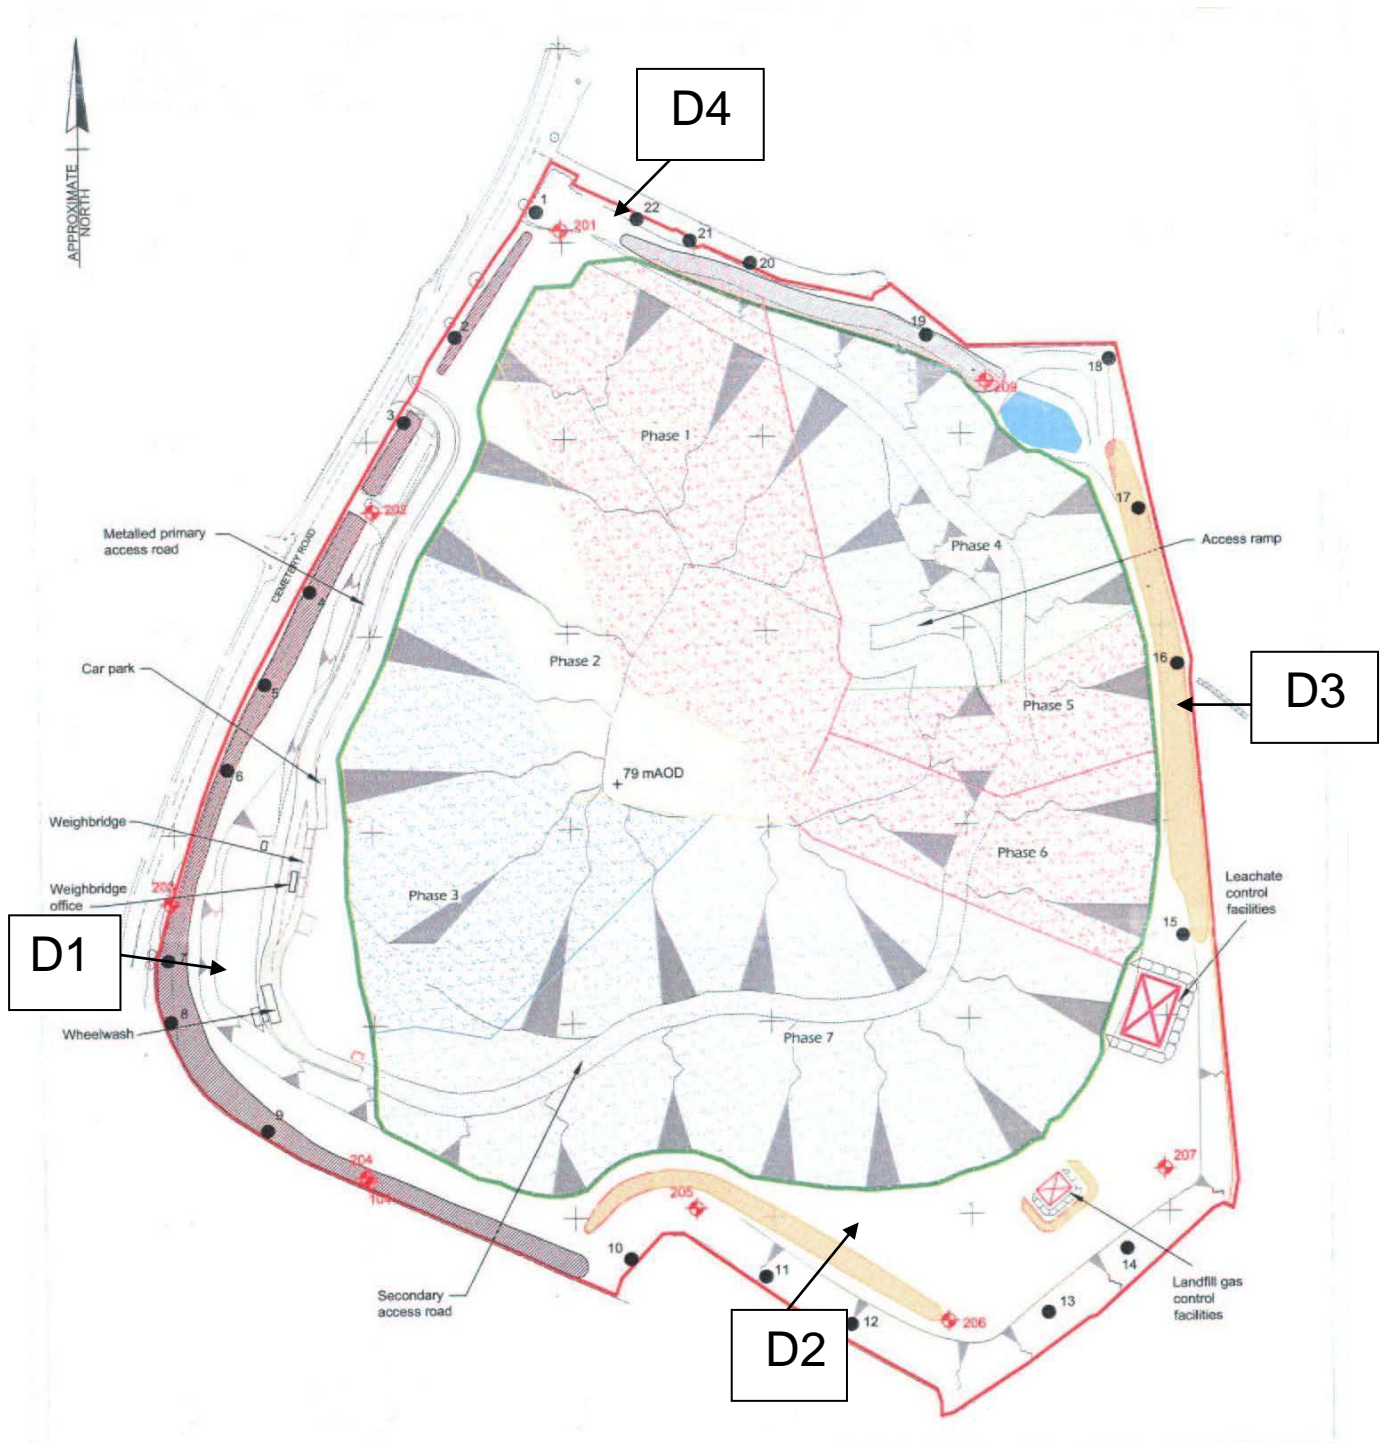 D4
APPROXIMATE
NORTH
1
22
201
21
20
2
19
18
209
3
Phase 1
17
202
Metalled primary
access road
CEMETERY ROAD
Phase 4
Access ramp
4
Phase 2
16
Car park
5
D3
Phase 5
6
79 mAOD
Weighbridge
Phase 6
Weighbridge
office
Phase 3
Leachate
control
facilities
15
D1
7
8
Wheelwash
Phase 7
9
204
104
207
205
10
11
14
Secondary
access road
Landfill gas
control
facilities
13
12
206
D2